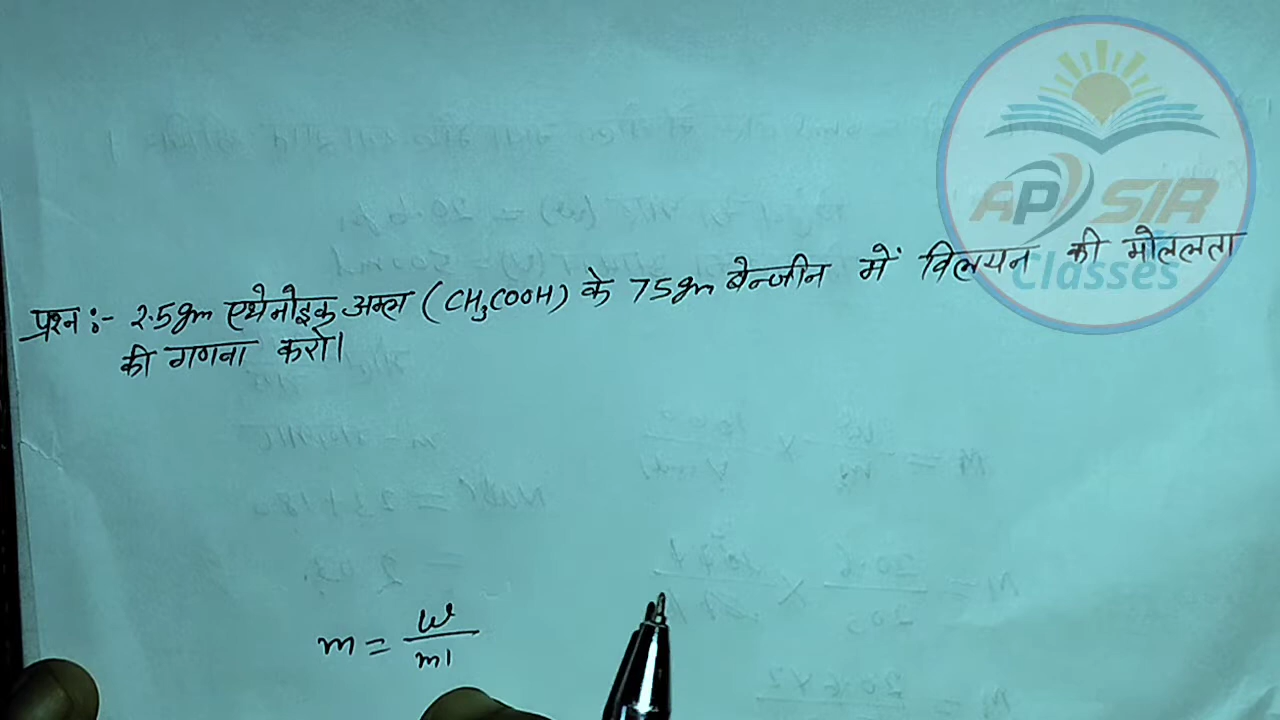 AP SIR
Classes
प्रश्न :- 2.5gm एथेनोइक अम्ल (CH₃COOH) के 75gm बेन्जीन में विलयन की मोललता
की गणना करो।
m = w/m1